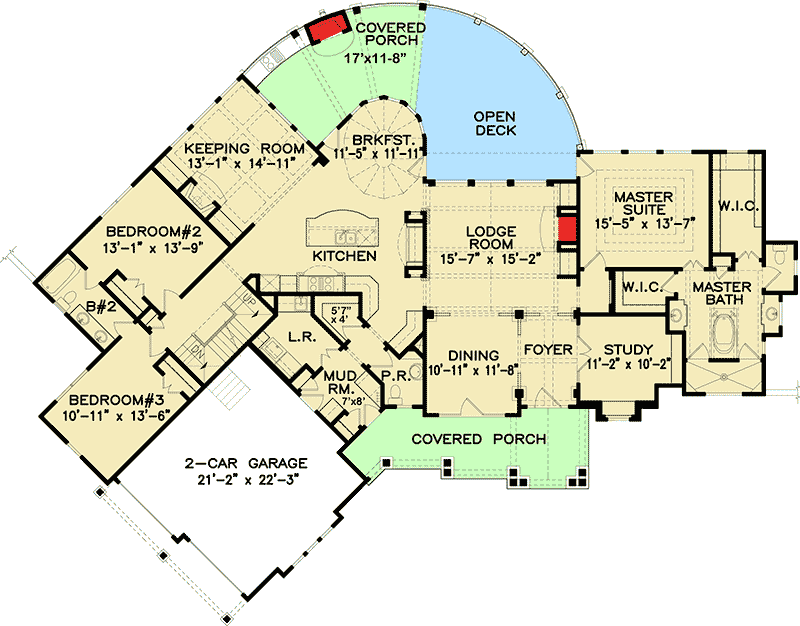 COVERED
PORCH
17'x11-8"
OPEN
DECK
BRKFST.
11'-5" x 11'-11"
KEEPING ROOM
13'-1" x 14'-11"
MASTER
SUITE
15'-5" x 13'-7"
W.I.C.
LODGE
ROOM
15'-7" x 15'-2"
BEDROOM#2
13'-1" x 13'-9"
KITCHEN
W.I.C.
MASTER
BATH
B#2
UP
DN
5'7"
x 4'
L.R.
DINING
10'-11" x 11'-8"
FOYER
STUDY
11'-2" x 10'-2"
MUD
RM.
7'x8'
P.R.
BEDROOM#3
10'-11" x 13'-6"
COVERED PORCH
2-CAR GARAGE
21'-2" x 22'-3"